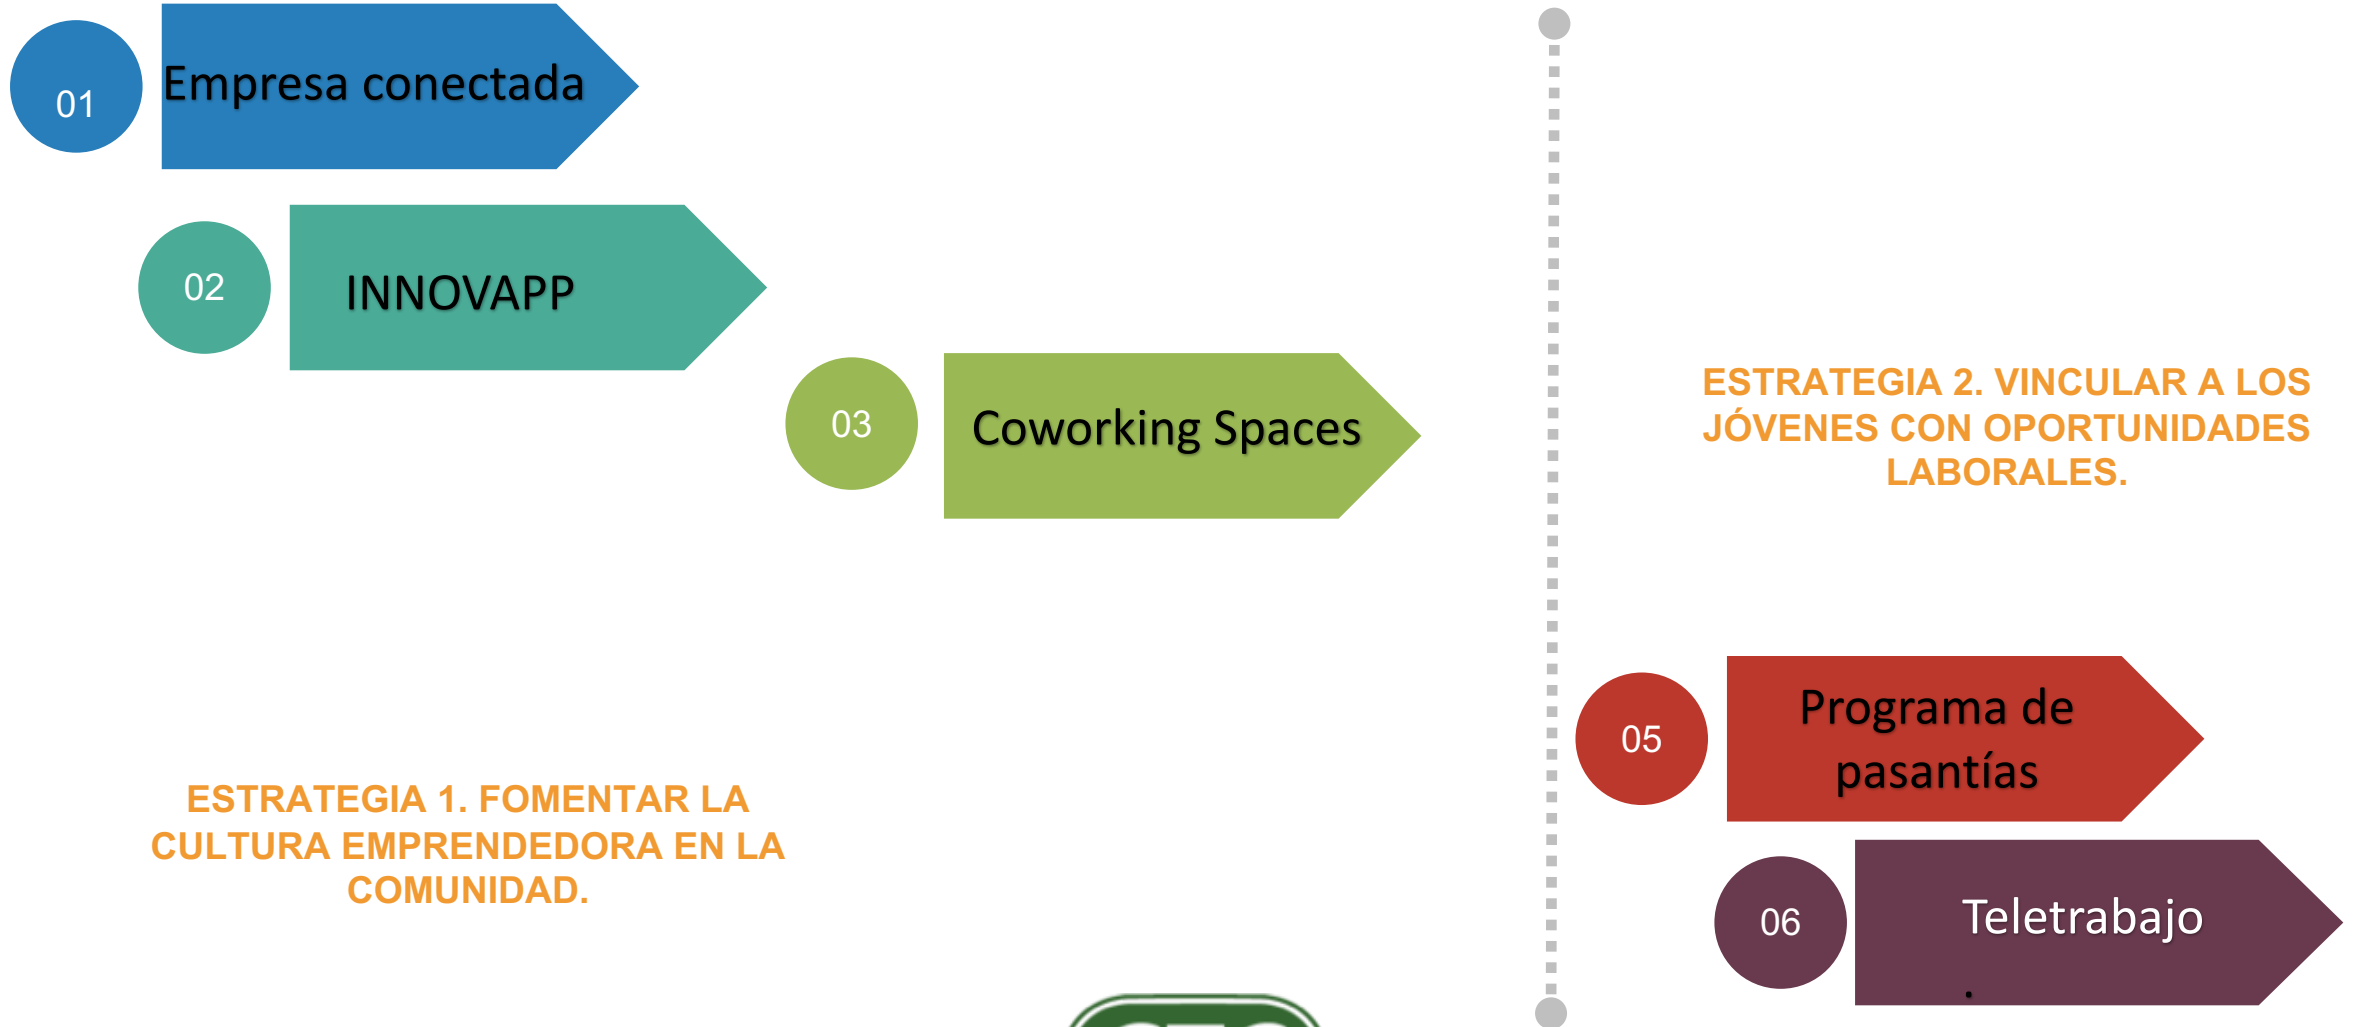 01
Empresa conectada
02
INNOVAPP
03
Coworking Spaces
ESTRATEGIA 1. FOMENTAR LA
CULTURA EMPRENDEDORA EN LA
COMUNIDAD.
ESTRATEGIA 2. VINCULAR A LOS
JÓVENES CON OPORTUNIDADES
LABORALES.
05
Programa de
pasantías
06
Teletrabajo
.